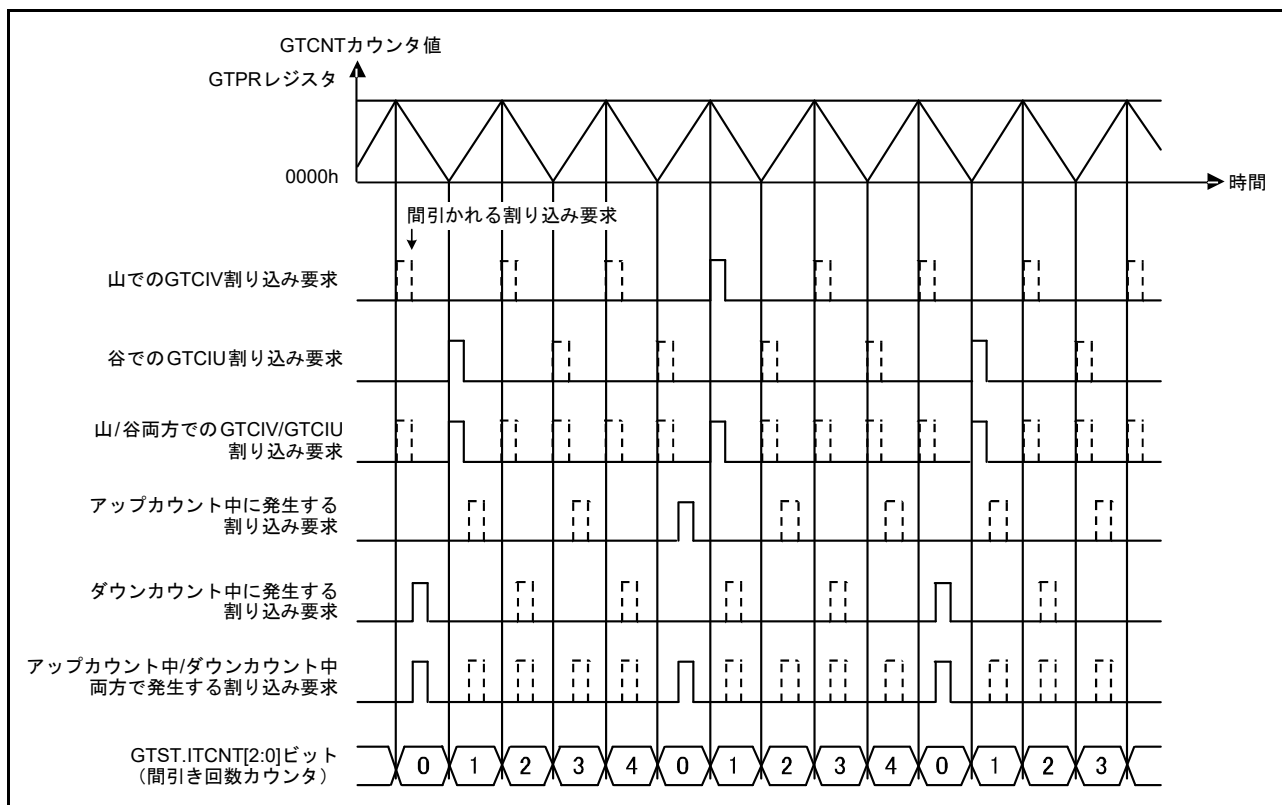 GTCNTカウンタ値
GTPRレジスタ
0000h
時間
間引かれる割り込み要求
山でのGTCIV割り込み要求
谷でのGTCIU割り込み要求
山/谷両方でのGTCIV/GTCIU
割り込み要求
アップカウント中に発生する
割り込み要求
ダウンカウント中に発生する
割り込み要求
アップカウント中/ダウンカウント中
両方で発生する割り込み要求
GTST.ITCNT[2:0]ビット
（間引き回数カウンタ）
0 1 2 3 4 0 1 2 3 4 0 1 2 3